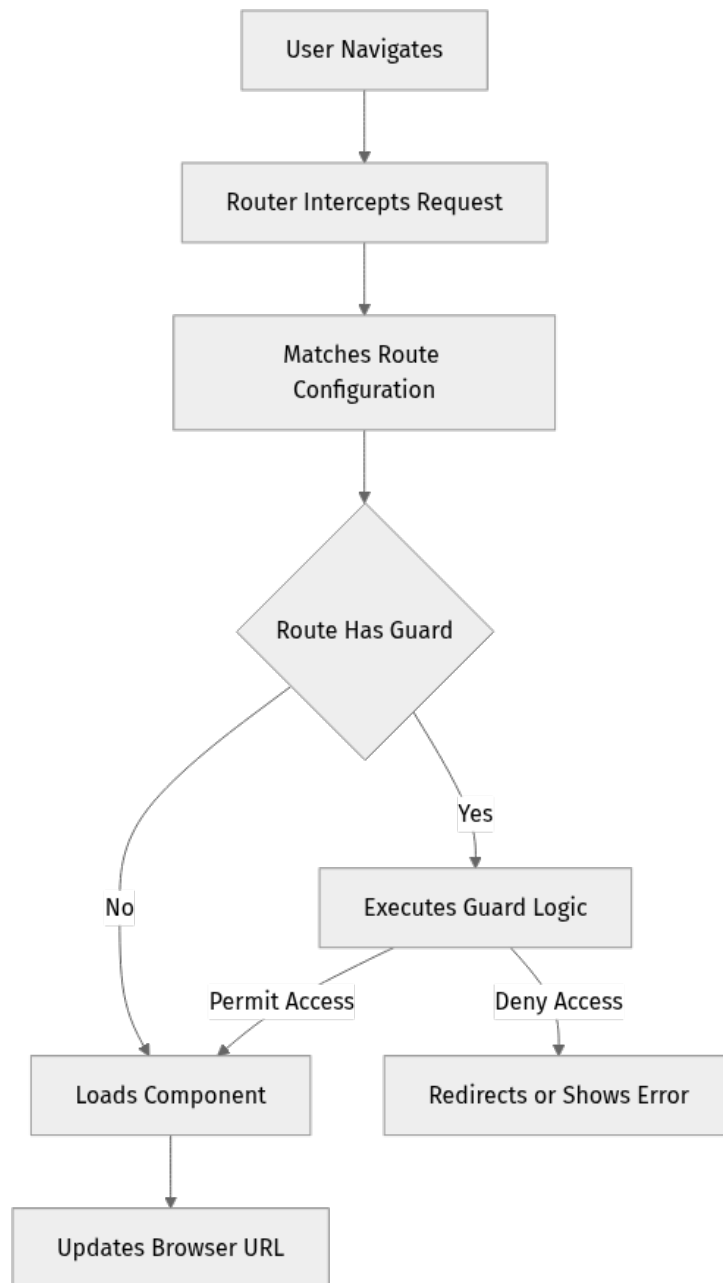 User Navigates
Router Intercepts Request
Matches Route
Configuration
Route Has Guard
Yes
No
Executes Guard Logic
Permit Access
Deny Access
Loads Component
Redirects or Shows Error
Updates Browser URL